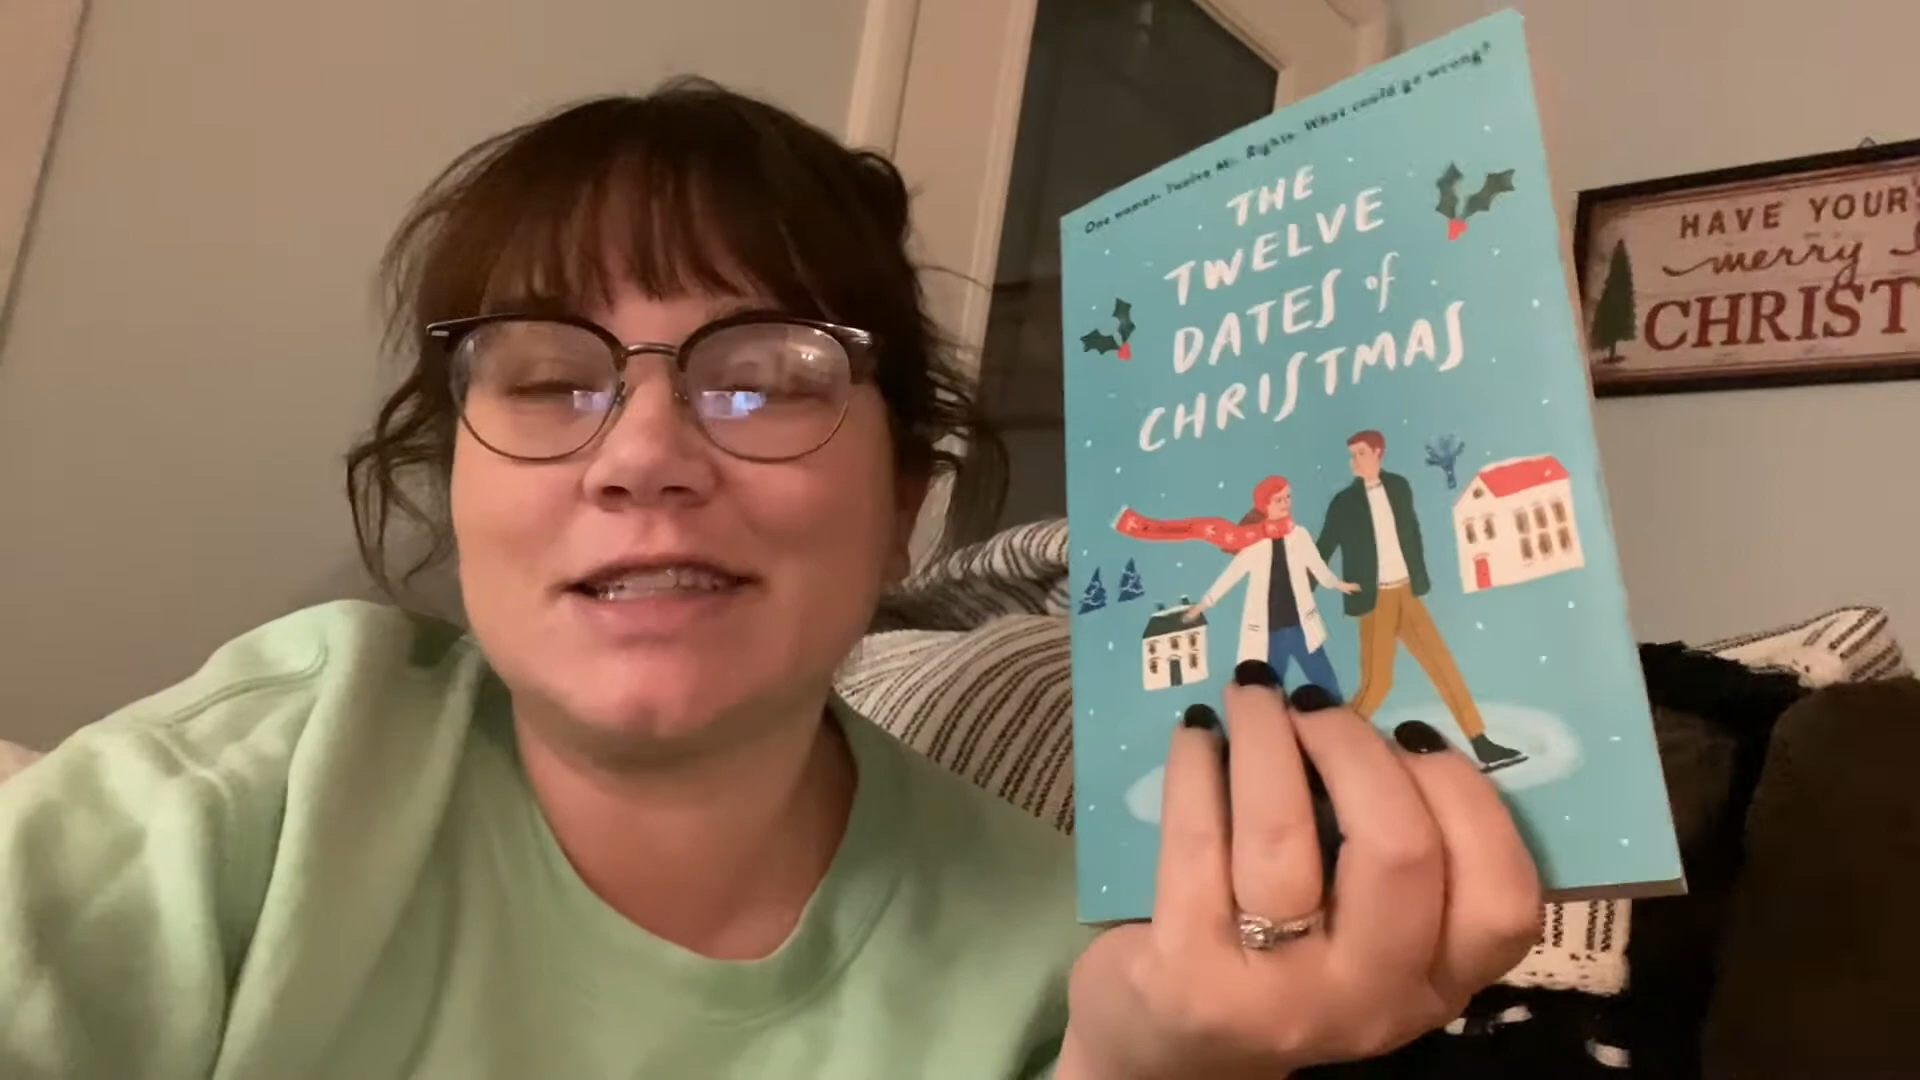 One woman. Twelve Mr. Rights. What could go wrong?
THE
TWELVE
DATES of
CHRISTMAS
HAVE YOUR
merry
CHRIST